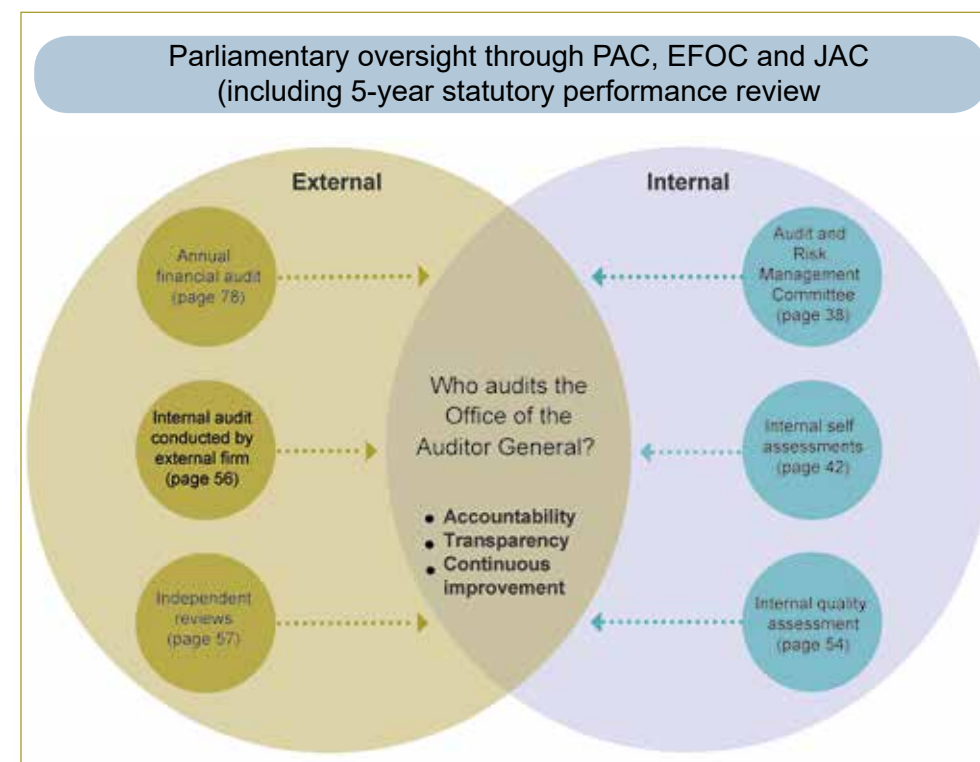 Parliamentary oversight through PAC, EFOC and JAC
(including 5-year statutory performance review
External
Internal
Annual
financial audit
(page 78)
Internal audit
conducted by
external firm
(page 56)
Independent
reviews
(page 57)
Who audits the
Office of the
Auditor General?
• Accountability
• Transparency
• Continuous
improvement
Audit and
Risk
Management
Committee
(page 38)
Internal self
assessments
(page 42)
Internal quality
assessment
(page 54)